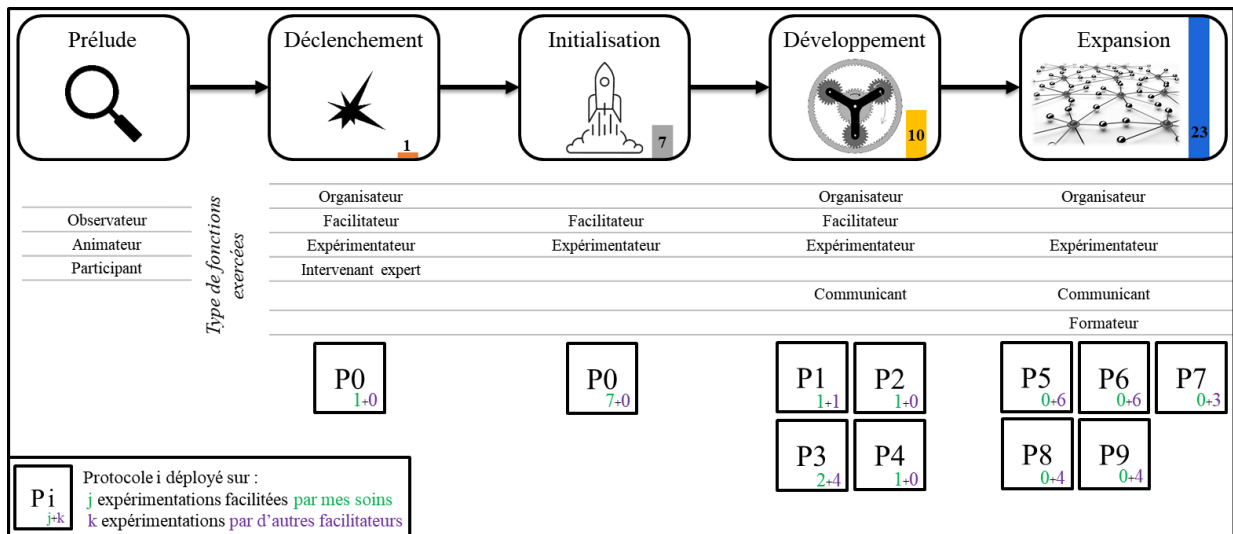 Prélude
Déclenchement
Initialisation
Développement
Expansion
1
7
10
23
Type de fonctions
exercées
Observateur
Animateur
Participant
Organisateur
Facilitateur
Expérimentateur
Intervenant expert
Facilitateur
Expérimentateur
Organisateur
Facilitateur
Expérimentateur
Communicant
Organisateur
Expérimentateur
Communicant
Formateur
P0
1+0
P0
7+0
P1
1+1
P2
1+0
P3
2+4
P4
1+0
P5
0+6
P6
0+6
P7
0+3
P8
0+4
P9
0+4
Pi
j+k
Protocole i déployé sur :
j expérimentations facilitées par mes soins
k expérimentations par d'autres facilitateurs